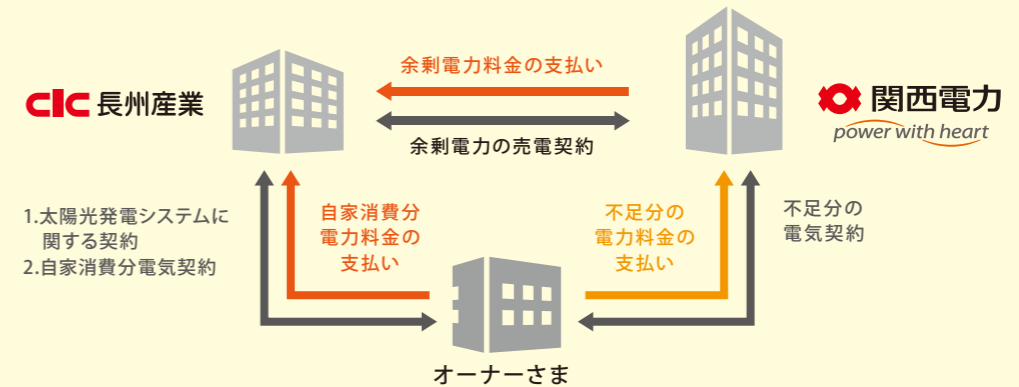 余剰電力料金の支払い
CIC 長州産業
関西電力
power with heart
余剰電力の売電契約
1.太陽光発電システムに
関する契約
2.自家消費分電気契約
自家消費分
電力料金の
支払い
不足分の
電力料金の
支払い
不足分の
電気契約
オーナーさま